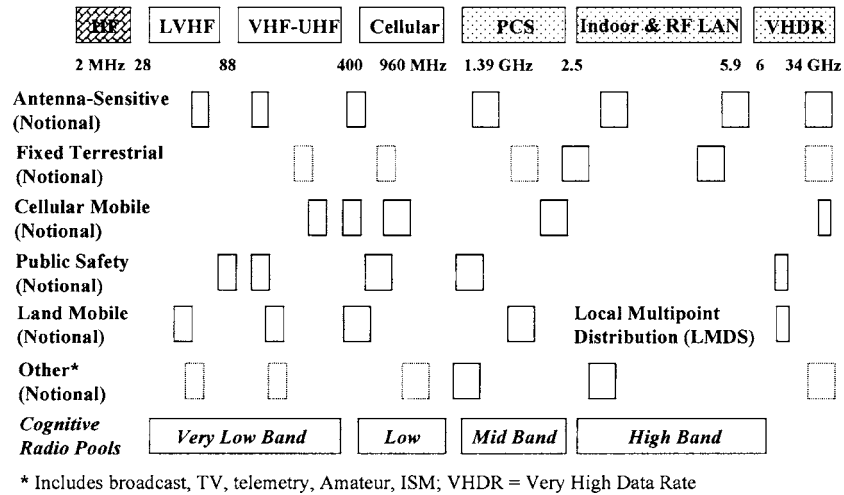 HF LVHF VHF-UHF Cellular PCS Indoor & RF LAN VHDR
2 MHz 28 88 400 960 MHz 1.39 GHz 2.5 5.9 6 34 GHz
Antenna-Sensitive
(Notional)
Fixed Terrestrial
(Notional)
Cellular Mobile
(Notional)
Public Safety
(Notional)
Land Mobile
(Notional)
Local Multipoint
Distribution (LMDS)
Other*
(Notional)
Cognitive
Radio Pools
Very Low Band Low Mid Band High Band
* Includes broadcast, TV, telemetry, Amateur, ISM; VHDR = Very High Data Rate